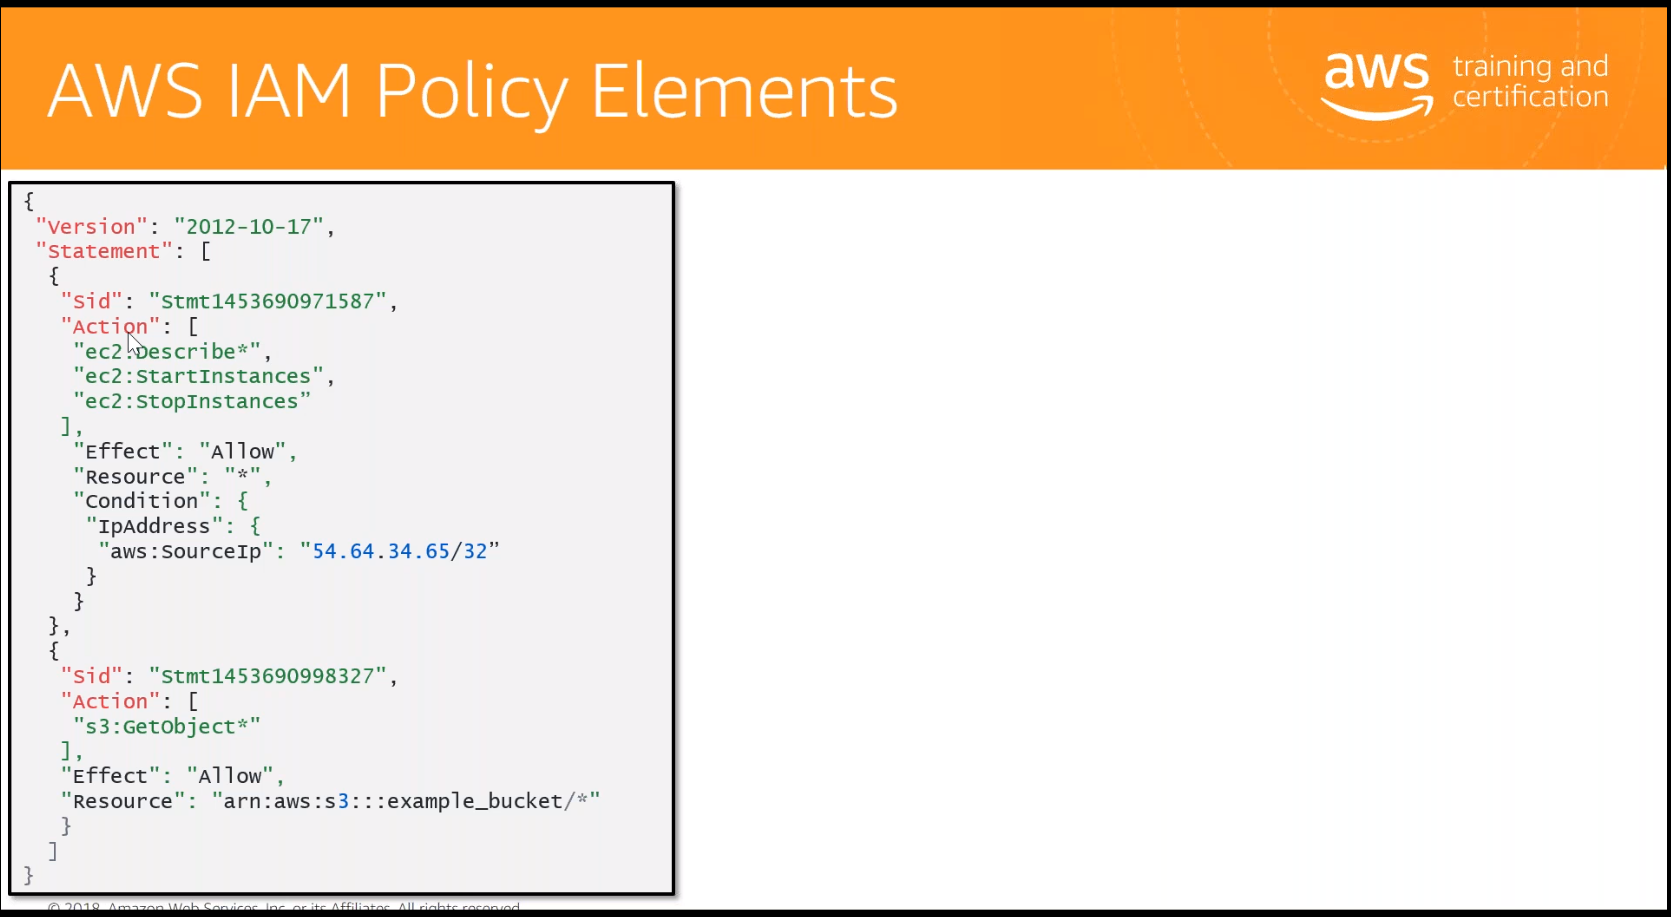 AWS IAM Policy Elements
aws training and
certification
{
"Version": "2012-10-17",
"Statement": [
{
"Sid": "Stmt1453690971587",
"Action": [
"ec2:Describe*",
"ec2:StartInstances",
"ec2:StopInstances”
],
"Effect": "Allow",
"Resource": "*",
"Condition": {
"IpAddress": {
"aws:SourceIp": "54.64.34.65/32”
}
}
},
{
"Sid": "Stmt1453690998327",
"Action": [
"s3:GetObject*"
],
"Effect": "Allow",
"Resource": "arn:aws:s3:::example_bucket/*"
}
]
}
© 2018, Amazon Web Services, Inc. or its Affiliates. All rights reserved.